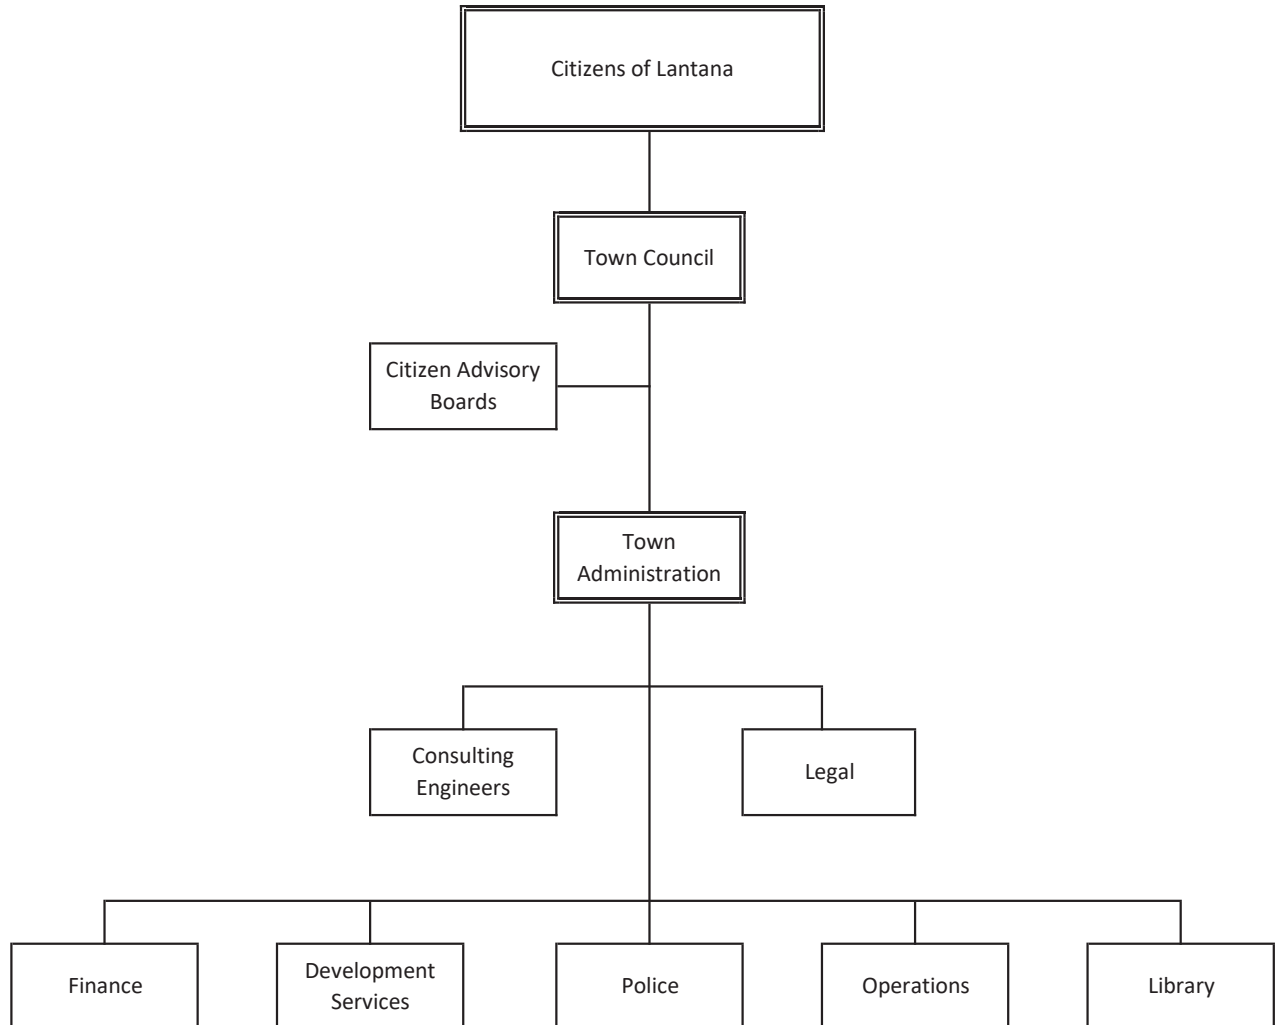 Citizens of Lantana
Town Council
Citizen Advisory
Boards
Town
Administration
Consulting
Engineers
Legal
Finance
Development
Services
Police
Operations
Library